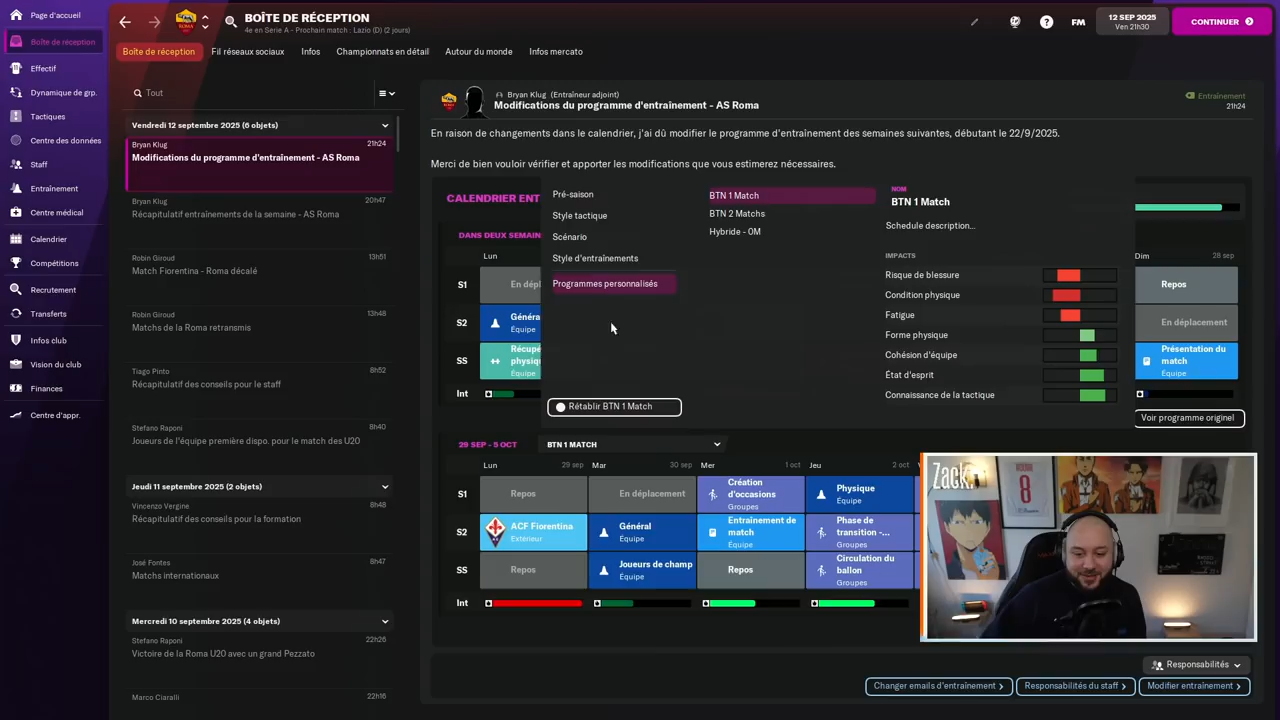 Page d'accueil
Boîte de réception
Effectif
Dynamique de grp.
Tactiques
Centre des données
Staff
Entraînement
Centre médical
Calendrier
Compétitions
Recrutement
Transferts
Infos club
Vision du club
Finances
Centre d'appr.
BOÎTE DE RÉCEPTION
4e en Serie A - Prochain match : Lazio (D) (2 jours)
FM
12 SEP 2025
Ven 21h30
CONTINUER
Boîte de réception
Fil réseaux sociaux
Infos
Championnats en détail
Autour du monde
Infos mercato
Tout
Vendredi 12 septembre 2025 (6 objets)
Bryan Klug 21h24
Modifications du programme d'entraînement - AS Roma
Bryan Klug 20h47
Récapitulatif entraînements de la semaine - AS Roma
Robin Giroud 13h51
Match Fiorentina - Roma décalé
Robin Giroud 13h48
Matchs de la Roma retransmis
Tiago Pinto 8h52
Récapitulatif des conseils pour le staff
Stefano Raponi 8h40
Joueurs de l'équipe première dispo. pour le match des U20
Jeudi 11 septembre 2025 (2 objets)
Vincenzo Vergine 8h48
Récapitulatif des conseils pour la formation
José Fontes 8h47
Matchs internationaux
Mercredi 10 septembre 2025 (4 objets)
Stefano Raponi 22h26
Victoire de la Roma U20 avec un grand Pezzato
Marco Ciaralli 22h16
Bryan Klug (Entraîneur adjoint)
Modifications du programme d'entraînement - AS Roma
Entraînement
21h24
En raison de changements dans le calendrier, j'ai dû modifier le programme d'entraînement des semaines suivantes, débutant le 22/9/2025.
Merci de bien vouloir vérifier et apporter les modifications que vous estimerez nécessaires.
CALENDRIER ENT
DANS DEUX SEMAIN
Lun
S1 En dépl
S2 Généra
Équipe
SS Récupé
physiqu
Équipe
Int
Pré-saison
Style tactique
Scénario
Style d'entraînements
Programmes personnalisés
Rétablir BTN 1 Match
BTN 1 Match
BTN 2 Matchs
Hybride - 0M
NOM
BTN 1 Match
Schedule description...
IMPACTS
Risque de blessure
Condition physique
Fatigue
Forme physique
Cohésion d'équipe
État d'esprit
Connaissance de la tactique
Dim 28 sep
Repos
En déplacement
Présentation du
match
Équipe
Voir programme originel
29 SEP - 5 OCT BTN 1 MATCH
Lun 29 sep Mar 30 sep Mer 1 oct Jeu 2 oct
S1 Repos En déplacement Création
d'occasions
Groupes
Physique
Équipe
S2 ACF Fiorentina
Extérieur
Général
Équipe
Entraînement de
match
Équipe
Phase de
transition -...
Groupes
SS Repos Joueurs de champ
Équipe
Repos
Circulation du
ballon
Groupes
Int
Zack.
8
Responsabilités
Changer emails d'entraînement
Responsabilités du staff
Modifier entraînement